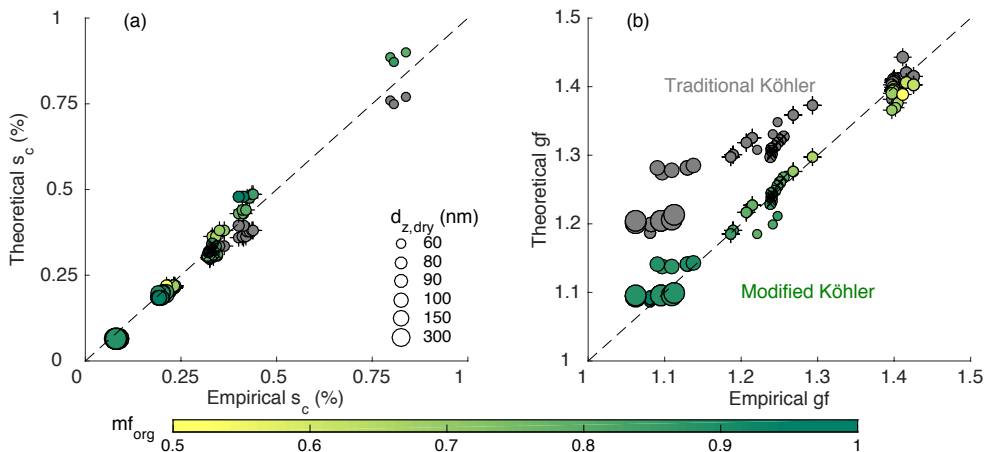 (a)
1
0.75
0.5
0.25
0
Theoretical s_c (%)
d_z,dry (nm)
60
80
90
100
150
300
0 0.25 0.5 0.75 1
Empirical s_c (%)
(b)
1.5
1.4
1.3
1.2
1.1
1
Theoretical gf
Traditional Köhler
Modified Köhler
1 1.1 1.2 1.3 1.4 1.5
Empirical gf
mf_org
0.5 0.6 0.7 0.8 0.9 1